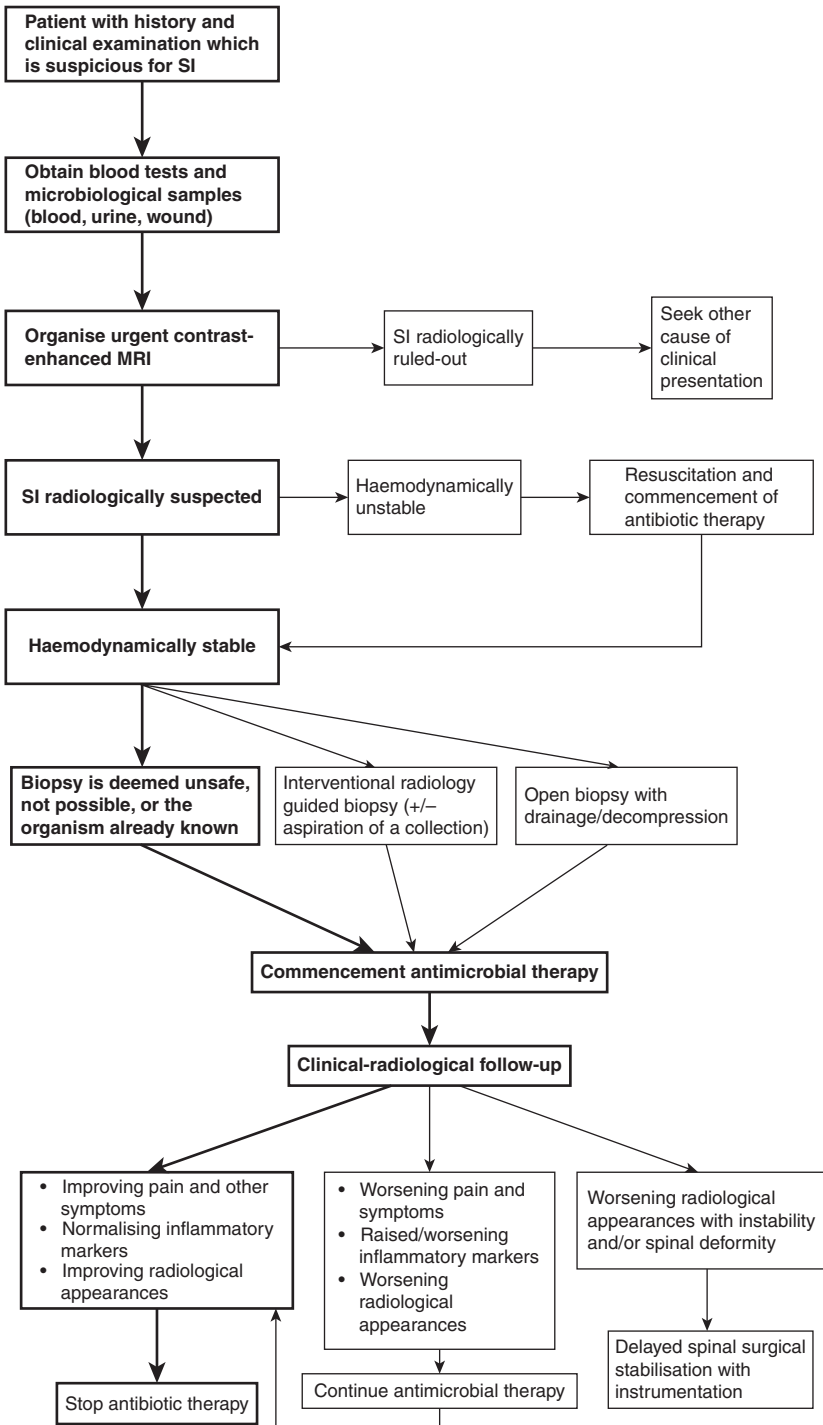 Patient with history and
clinical examination which
is suspicious for SI
Obtain blood tests and
microbiological samples
(blood, urine, wound)
Organise urgent contrast-
enhanced MRI
SI radiologically
ruled-out
Seek other
cause of
clinical
presentation
SI radiologically suspected
Haemodynamically
unstable
Resuscitation and
commencement of
antibiotic therapy
Haemodynamically stable
Biopsy is deemed unsafe,
not possible, or the
organism already known
Interventional radiology
guided biopsy (+/–
aspiration of a collection)
Open biopsy with
drainage/decompression
Commencement antimicrobial therapy
Clinical-radiological follow-up
• Improving pain and other
symptoms
• Normalising inflammatory
markers
• Improving radiological
appearances
• Worsening pain and
symptoms
• Raised/worsening
inflammatory markers
• Worsening
radiological
appearances
Worsening radiological
appearances with instability
and/or spinal deformity
Stop antibiotic therapy
Continue antimicrobial therapy
Delayed spinal surgical
stabilisation with
instrumentation